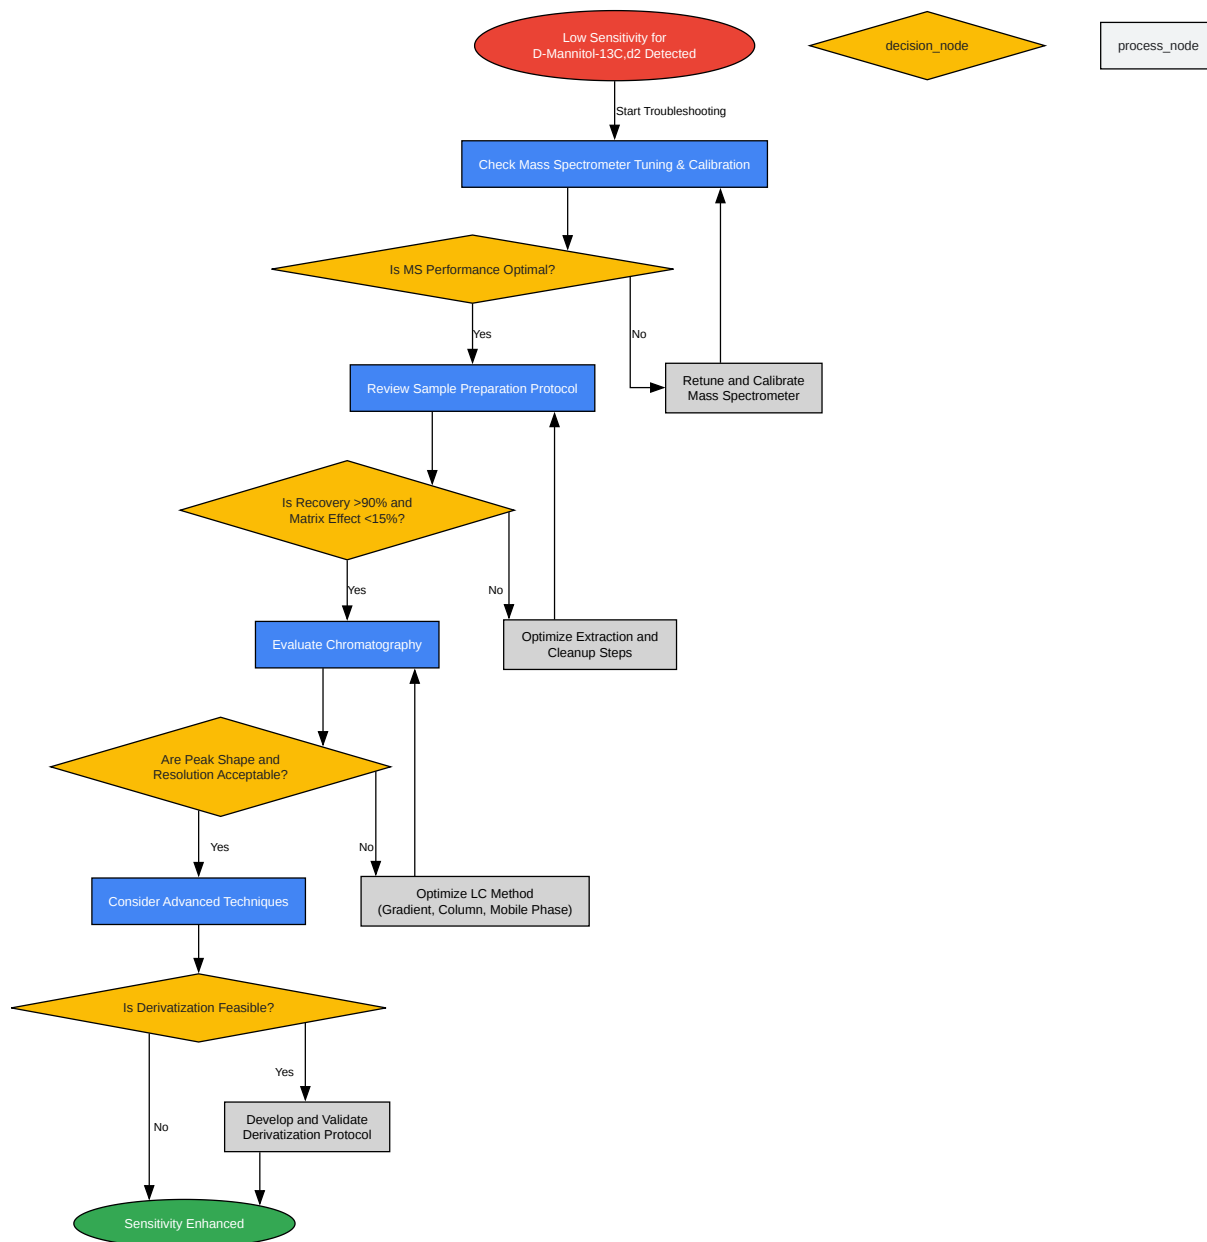 Low Sensitivity for
D-Mannitol-13C,d2 Detected
decision_node
process_node
Start Troubleshooting
Check Mass Spectrometer Tuning & Calibration
Is MS Performance Optimal?
Yes
No
Retune and Calibrate
Mass Spectrometer
Review Sample Preparation Protocol
Is Recovery >90% and
Matrix Effect <15%?
Yes
No
Optimize Extraction and
Cleanup Steps
Evaluate Chromatography
Are Peak Shape and
Resolution Acceptable?
Yes
No
Optimize LC Method
(Gradient, Column, Mobile Phase)
Consider Advanced Techniques
Is Derivatization Feasible?
Yes
No
Develop and Validate
Derivatization Protocol
Sensitivity Enhanced